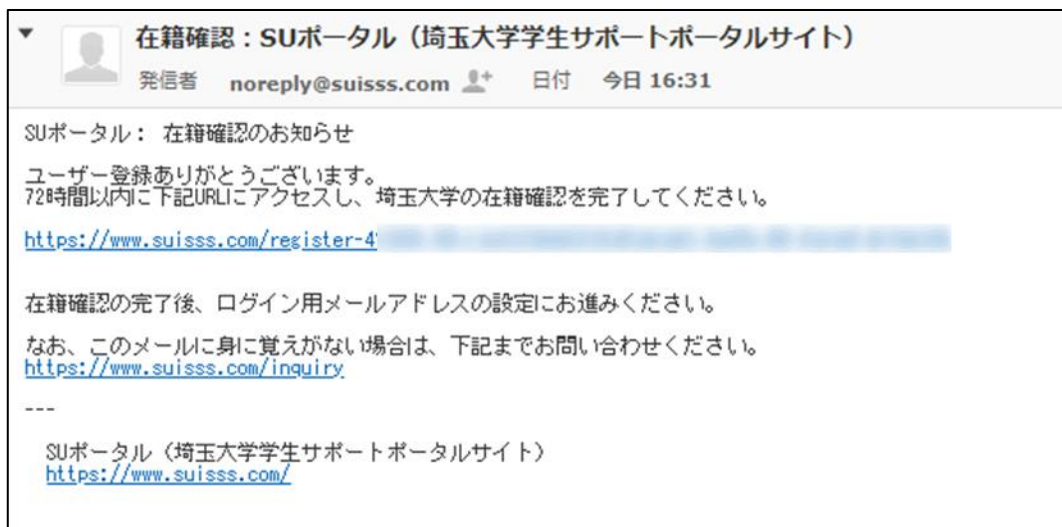 在籍確認：SUポータル（埼玉大学学生サポートポータルサイト）
発信者 noreply@suisss.com 日付 今日 16:31
SUポータル： 在籍確認のお知らせ
ユーザー登録ありがとうございます。
72時間以内に下記URLにアクセスし、埼玉大学の在籍確認を完了してください。
https://www.suisss.com/register-4
在籍確認の完了後、ログイン用メールアドレスの設定にお進みください。
なお、このメールに身に覚えがない場合は、下記までお問い合わせください。
https://www.suisss.com/inquiry
---
SUポータル（埼玉大学学生サポートポータルサイト）
https://www.suisss.com/